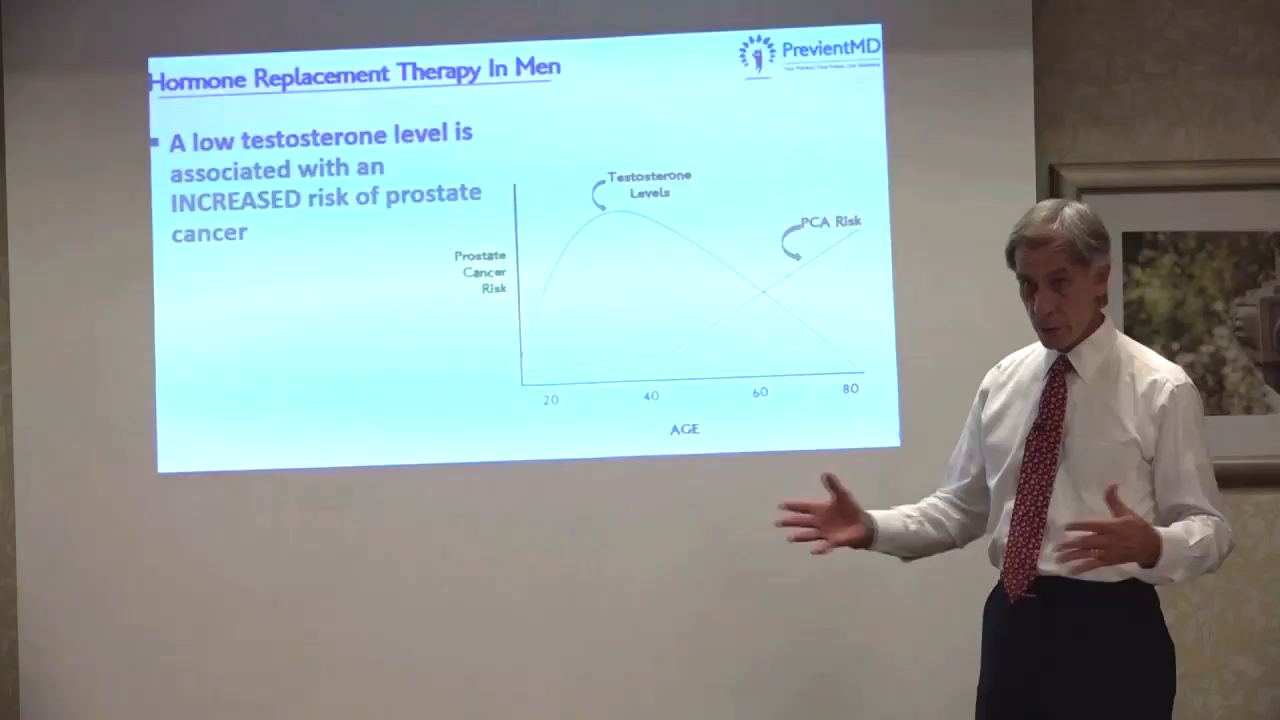 Hormone Replacement Therapy In Men
PrevientMD
A low testosterone level is
associated with an
INCREASED risk of prostate
cancer
Testosterone
Levels
PCA Risk
Prostate
Cancer
Risk
20 40 60 80
AGE